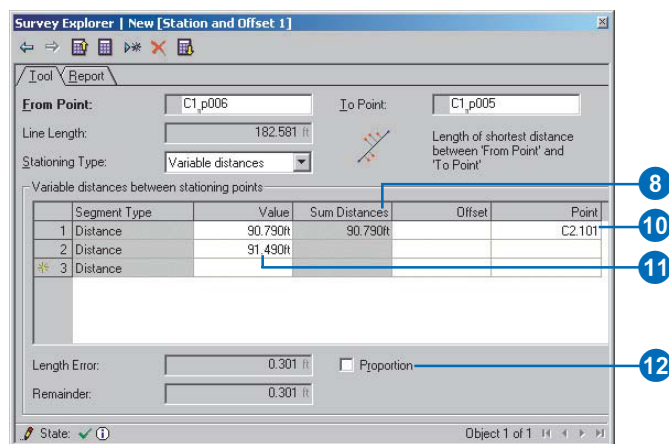 Survey Explorer | New [Station and Offset 1]
Tool Report
From Point: C1,p006 To Point: C1,p005
Line Length: 182.581 ft
Length of shortest distance
between 'From Point' and
'To Point'
Stationing Type: Variable distances
Variable distances between stationing points
Segment Type Value Sum Distances Offset Point
1 Distance 90.790ft 90.790ft C2.101
2 Distance 91.490ft
3 Distance
Length Error: 0.301 ft Proportion
Remainder: 0.301 ft
State: Object 1 of 1
8
10
11
12